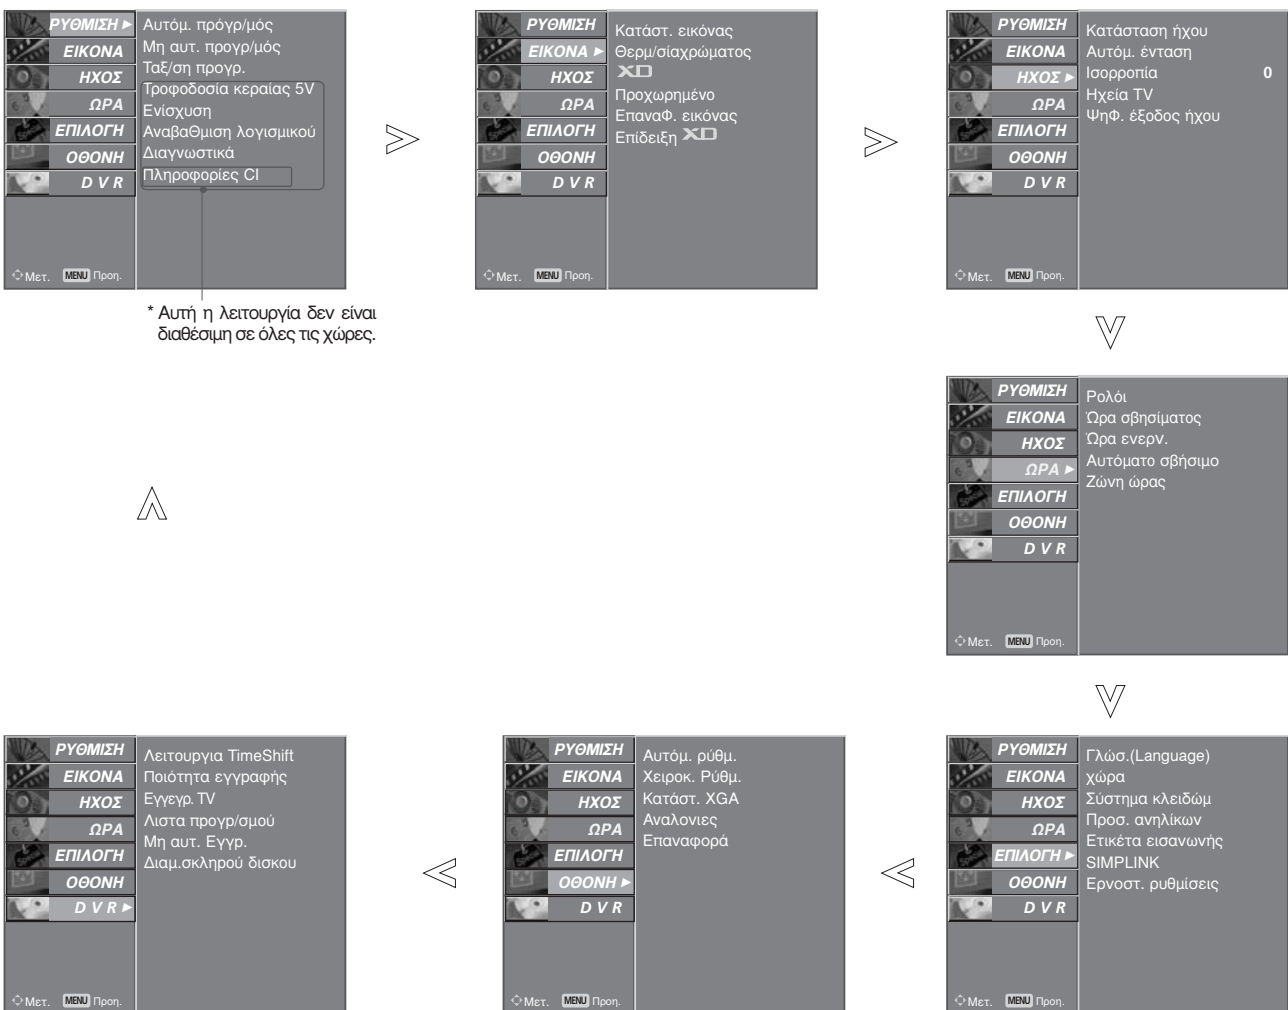 ΡΥΘΜΙΣΗ
ΕΙΚΟΝΑ
ΗΧΟΣ
ΩΡΑ
ΕΠΙΛΟΓΗ
ΟΘΟΝΗ
D V R
Αυτόμ. πρόγρ/μός
Μη αυτ. προγρ/μός
Ταξ/ση προγρ.
Τροφοδοσία κεραίας 5V
Ενίσχυση
ΑναβαΘμιση λογισμικού
Διαγνωστικά
Πληροφορίες CI
Μετ. MENU Προη.
* Αυτή η λειτουργία δεν είναι
διαθέσιμη σε όλες τις χώρες.
ΡΥΘΜΙΣΗ
ΕΙΚΟΝΑ
ΗΧΟΣ
ΩΡΑ
ΕΠΙΛΟΓΗ
ΟΘΟΝΗ
D V R
Κατάστ. εικόνας
Θερμ/σίαχρώματος
XD
Προχωρημένο
ΕπαναΦ. εικόνας
Επίδειξη XD
Μετ. MENU Προη.
ΡΥΘΜΙΣΗ
ΕΙΚΟΝΑ
ΗΧΟΣ
ΩΡΑ
ΕΠΙΛΟΓΗ
ΟΘΟΝΗ
D V R
Κατάσταση ήχου
Αυτόμ. ένταση
Ισορροπία 0
Ηχεία TV
ΨηΦ. έξοδος ήχου
Μετ. MENU Προη.
ΡΥΘΜΙΣΗ
ΕΙΚΟΝΑ
ΗΧΟΣ
ΩΡΑ
ΕΠΙΛΟΓΗ
ΟΘΟΝΗ
D V R
Ρολόι
Ώρα σβησίματος
Ώρα ενερν.
Αυτόματο σβήσιμο
Ζώνη ώρας
Μετ. MENU Προη.
ΡΥΘΜΙΣΗ
ΕΙΚΟΝΑ
ΗΧΟΣ
ΩΡΑ
ΕΠΙΛΟΓΗ
ΟΘΟΝΗ
D V R
Γλώσ.(Language)
χώρα
Σύστημα κλειδώμ
Προσ. ανηλίκων
Ετικέτα εισανωνής
SIMPLINK
Ερνοστ. ρυθμίσεις
Μετ. MENU Προη.
ΡΥΘΜΙΣΗ
ΕΙΚΟΝΑ
ΗΧΟΣ
ΩΡΑ
ΕΠΙΛΟΓΗ
ΟΘΟΝΗ
D V R
Αυτόμ. ρύθμ.
Χειροκ. Ρύθμ.
Κατάστ. XGA
Αναλονιες
Επαναφορά
Μετ. MENU Προη.
ΡΥΘΜΙΣΗ
ΕΙΚΟΝΑ
ΗΧΟΣ
ΩΡΑ
ΕΠΙΛΟΓΗ
ΟΘΟΝΗ
D V R
Λειτουργια TimeShift
Ποιότητα εγγραφής
Εγγεγρ. TV
Λιστα προγρ/σμού
Μη αυτ. Εγγρ.
Διαμ.σκληρού δισκου
Μετ. MENU Προη.